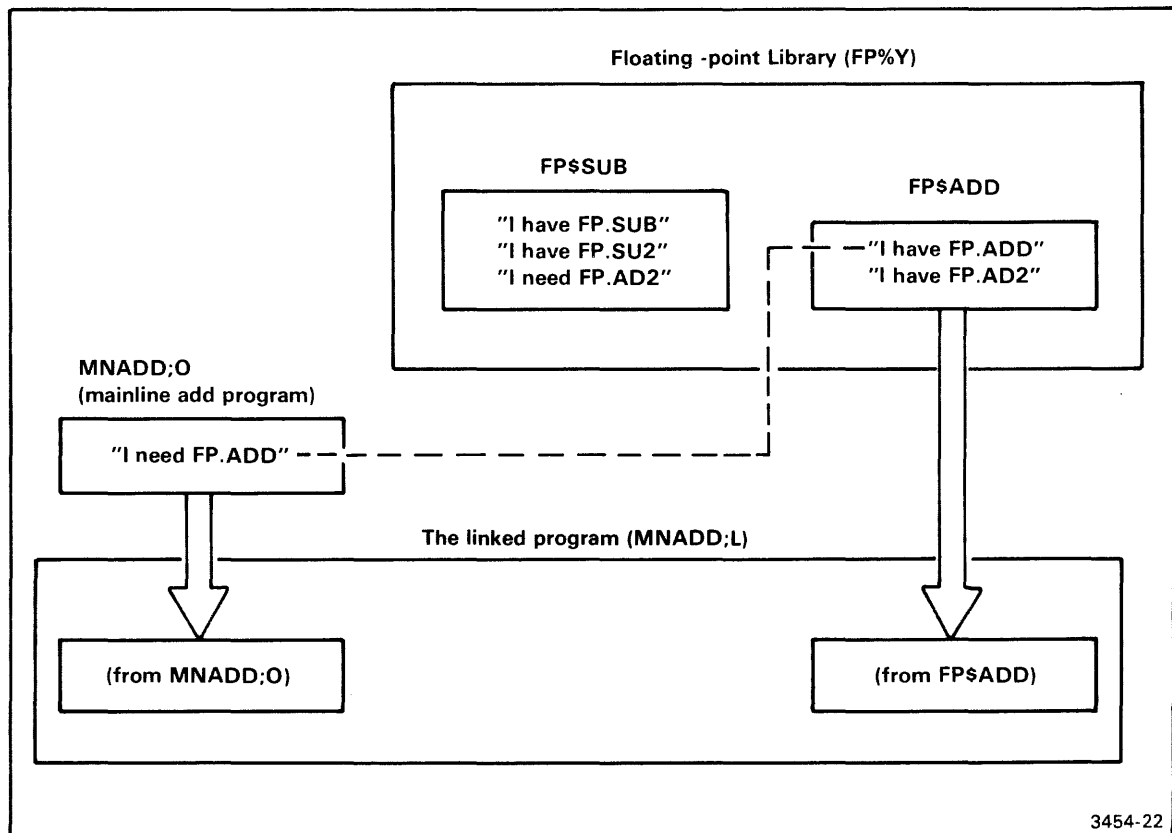 Floating -point Library (FP%Y)
FP$SUB
"I have FP.SUB"
"I have FP.SU2"
"I need FP.AD2"
FP$ADD
"I have FP.ADD"
"I have FP.AD2"
MNADD;O
(mainline add program)
"I need FP.ADD"
The linked program (MNADD;L)
(from MNADD;O)
(from FP$ADD)
3454-22